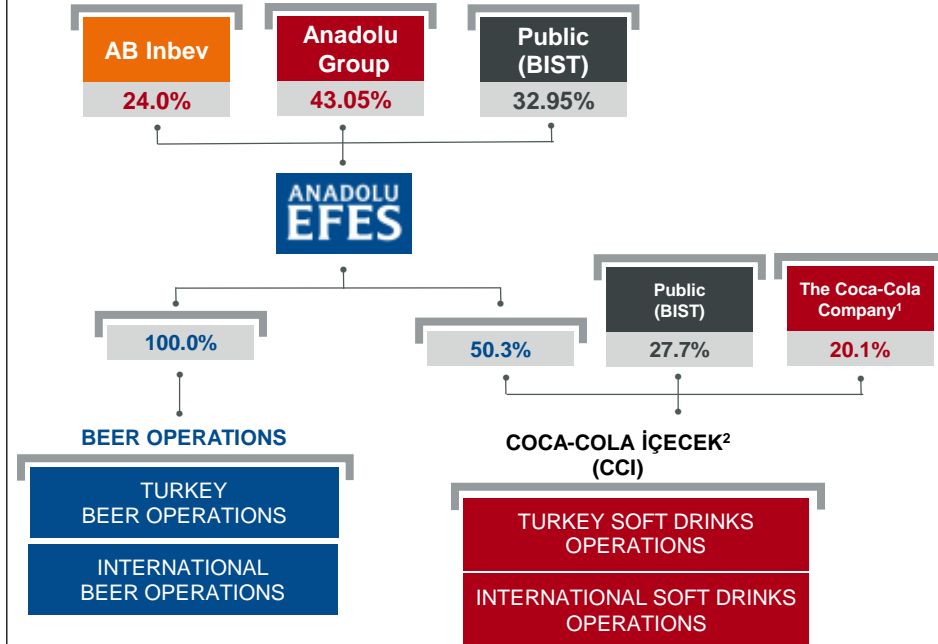 AB Inbev
24.0%
Anadolu
Group
43.05%
Public
(BIST)
32.95%
ANADOLU
EFES
100.0%
50.3%
Public
(BIST)
27.7%
The Coca-Cola
Company¹
20.1%
BEER OPERATIONS
TURKEY
BEER OPERATIONS
INTERNATIONAL
BEER OPERATIONS
COCA-COLA İÇECEK²
(CCI)
TURKEY SOFT DRINKS
OPERATIONS
INTERNATIONAL SOFT DRINKS
OPERATIONS